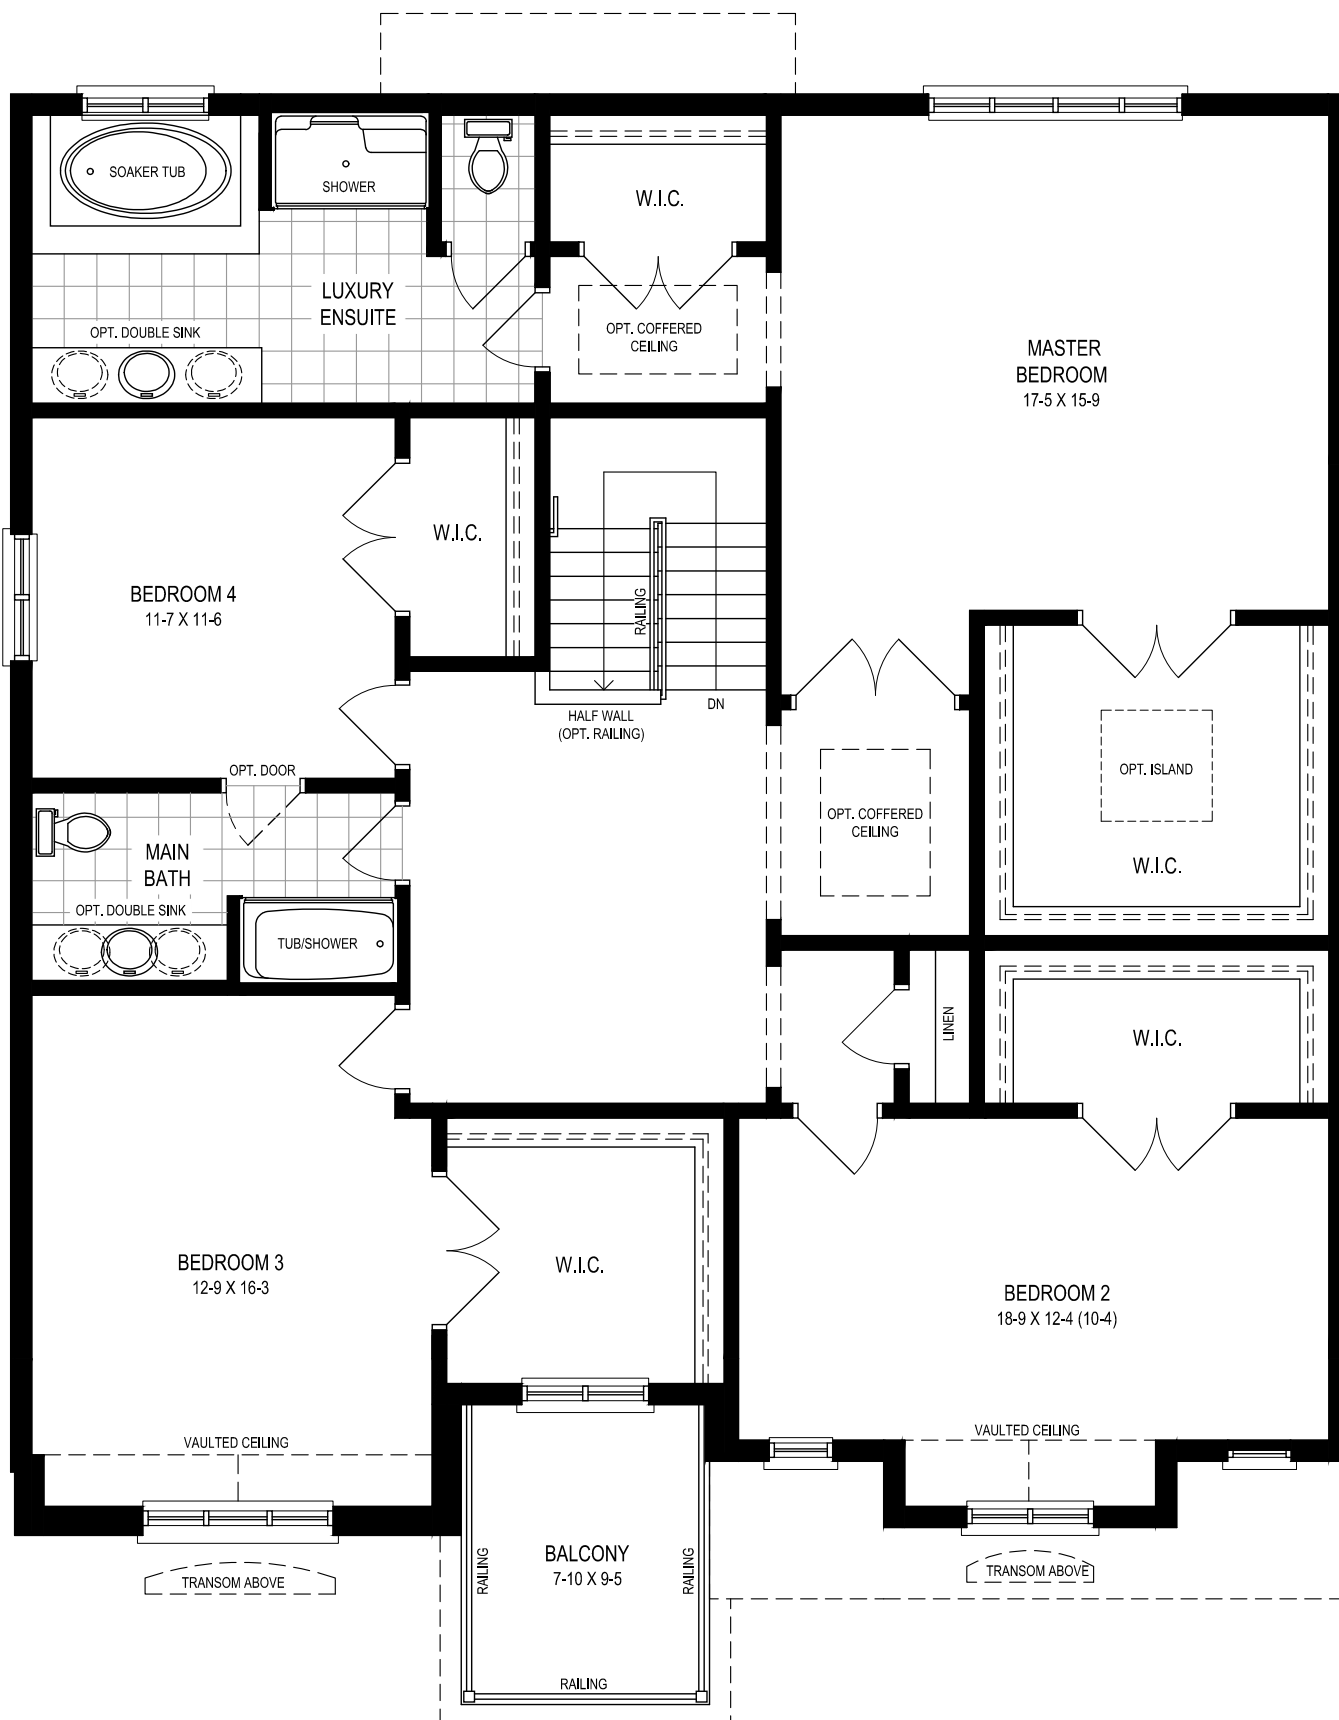 SOAKER TUB
SHOWER
W.I.C.
LUXURY
ENSUITE
OPT. DOUBLE SINK
OPT. COFFERED
CEILING
MASTER
BEDROOM
17-5 X 15-9
W.I.C.
BEDROOM 4
11-7 X 11-6
RAILING
HALF WALL
(OPT. RAILING)
DN
OPT. DOOR
OPT. ISLAND
W.I.C.
OPT. COFFERED
CEILING
MAIN
BATH
OPT. DOUBLE SINK
TUB/SHOWER
LINEN
W.I.C.
BEDROOM 3
12-9 X 16-3
W.I.C.
BEDROOM 2
18-9 X 12-4 (10-4)
VAULTED CEILING
VAULTED CEILING
TRANSOM ABOVE
BALCONY
7-10 X 9-5
RAILING
RAILING
RAILING
TRANSOM ABOVE